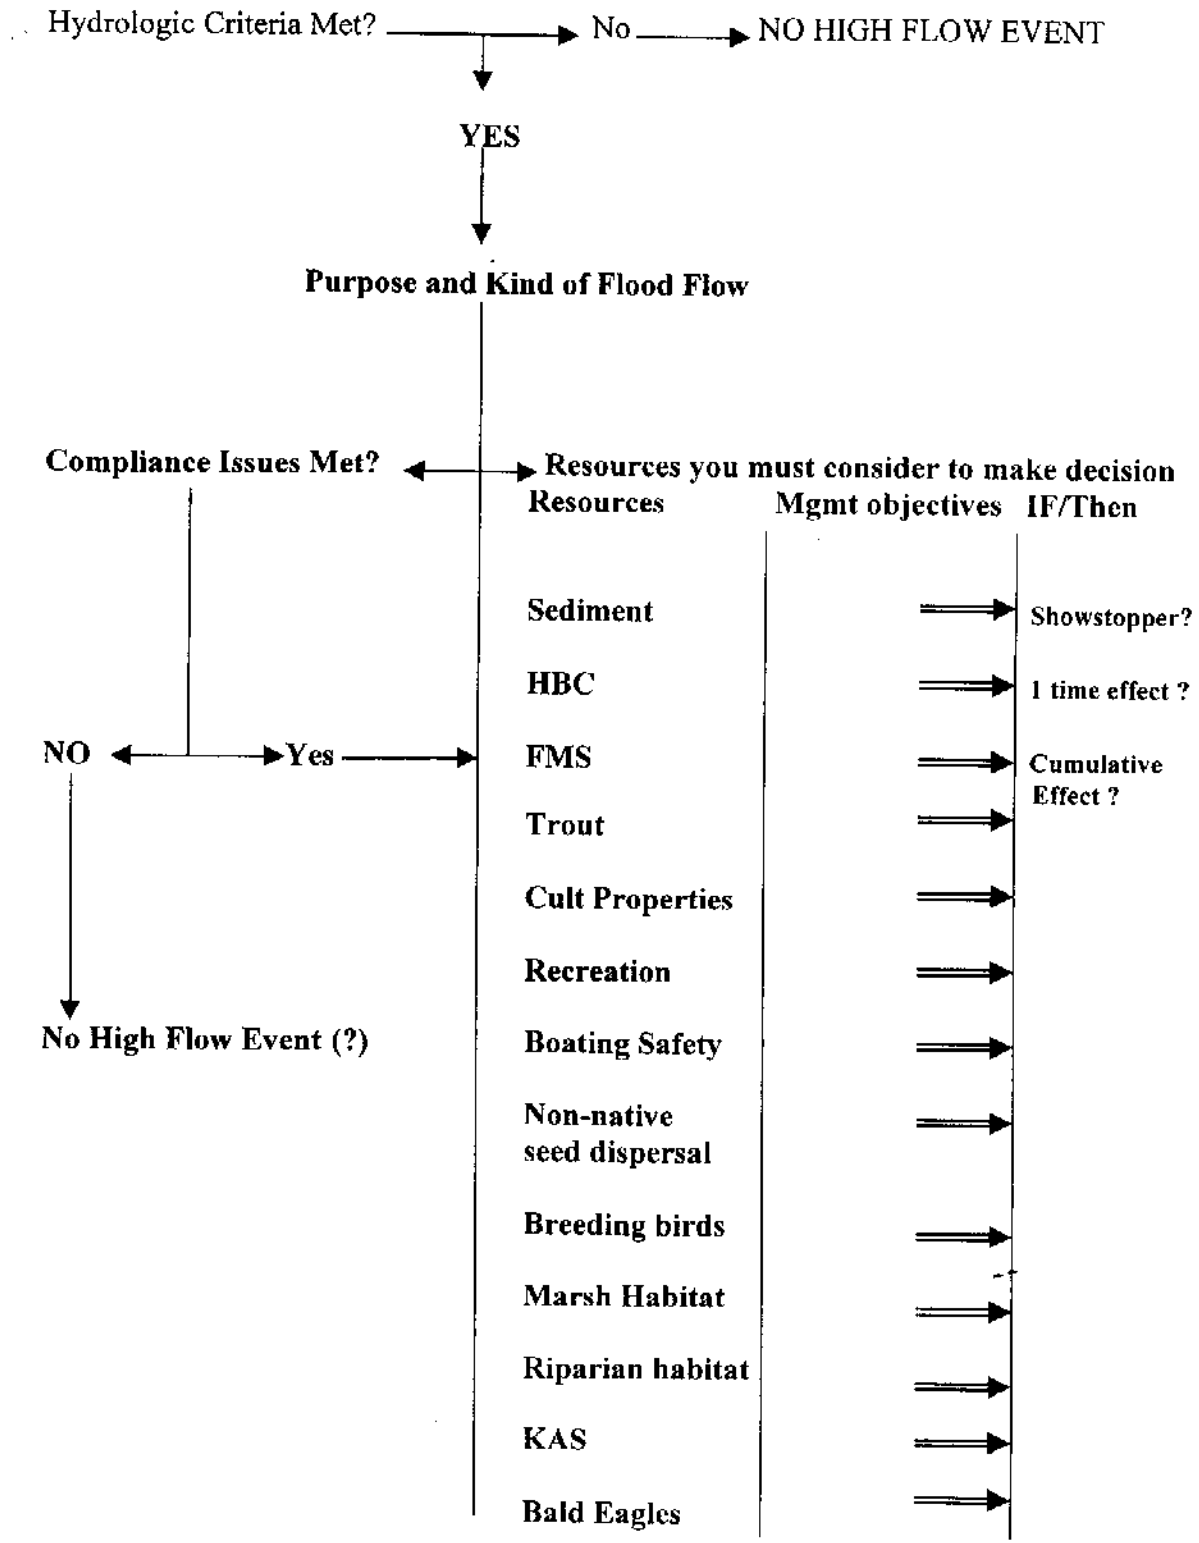 Hydrologic Criteria Met? No NO HIGH FLOW EVENT
YES
Purpose and Kind of Flood Flow
Compliance Issues Met? Resources you must consider to make decision
Resources Mgmt objectives IF/Then
Sediment Showstopper?
HBC 1 time effect ?
NO Yes FMS Cumulative
Effect ?
Trout
Cult Properties
Recreation
No High Flow Event (?) Boating Safety
Non-native
seed dispersal
Breeding birds
Marsh Habitat
Riparian habitat
KAS
Bald Eagles